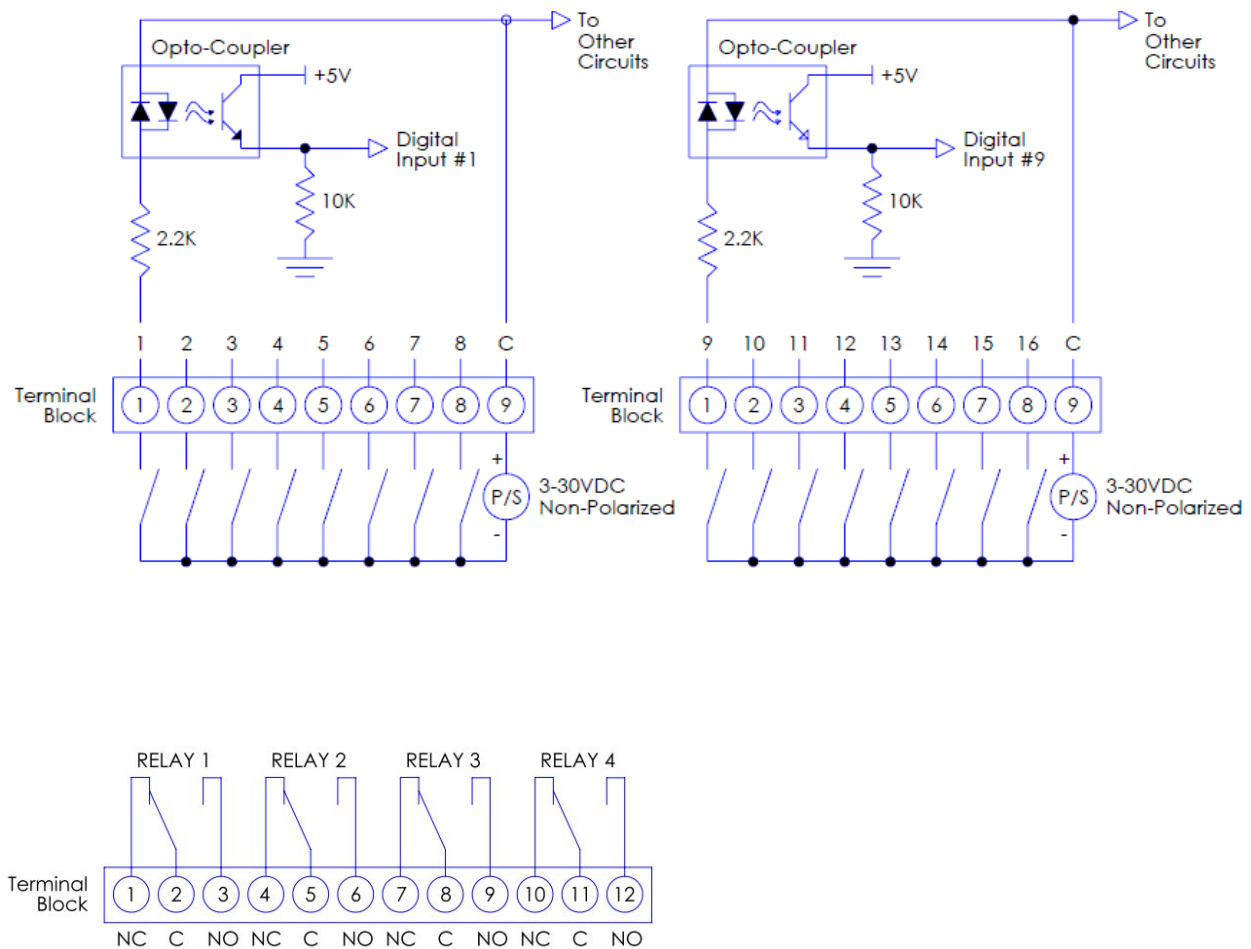 To
Other
Circuits
Opto-Coupler
+5V
Digital
Input #1
10K
2.2K
1 2 3 4 5 6 7 8 C
Terminal
Block
1 2 3 4 5 6 7 8 9
+
P/S
3-30VDC
Non-Polarized
-
To
Other
Circuits
Opto-Coupler
+5V
Digital
Input #9
10K
2.2K
9 10 11 12 13 14 15 16 C
Terminal
Block
1 2 3 4 5 6 7 8 9
+
P/S
3-30VDC
Non-Polarized
-
RELAY 1 RELAY 2 RELAY 3 RELAY 4
Terminal
Block
1 2 3 4 5 6 7 8 9 10 11 12
NC C NO NC C NO NC C NO NC C NO